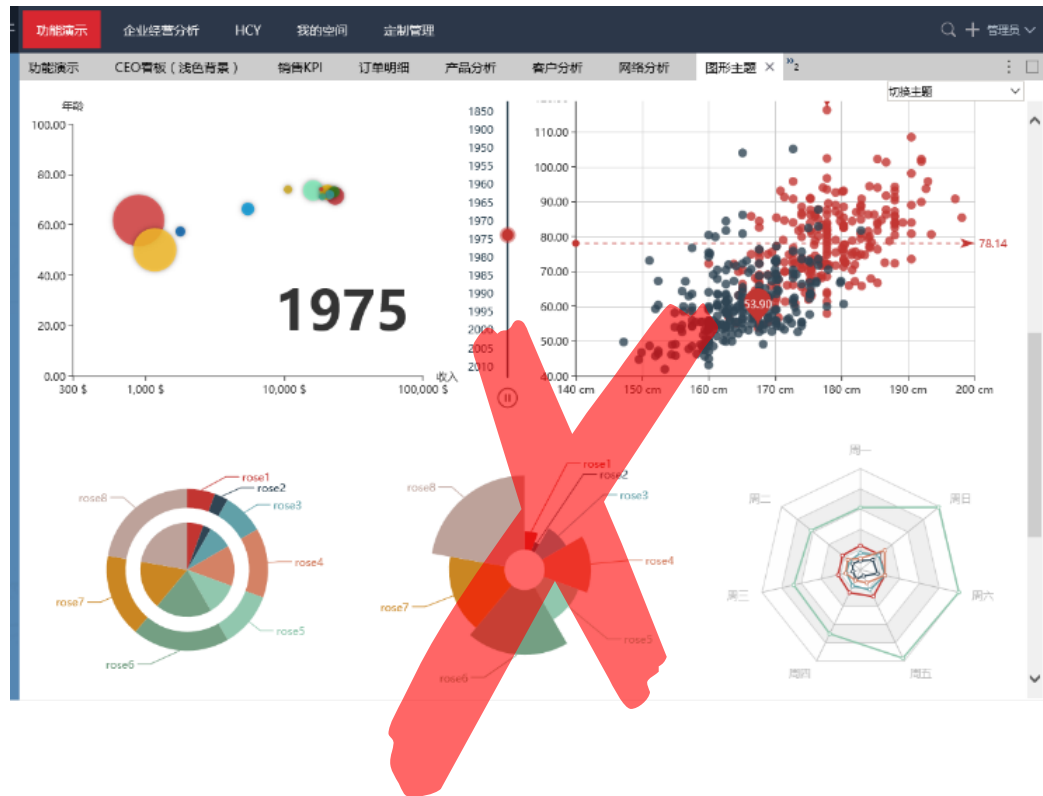 功能演示 企业经营分析 HCY 我的空间 定制管理 管理员
功能演示 CEO看板（浅色背景） 销售KPI 订单明细 产品分析 客户分析 网络分析 图形主题 × »2
切换主题
年龄
100.00
80.00
60.00
40.00
20.00
0.00
300 $ 1,000 $ 10,000 $ 100,000 $
收入
1975
1850
1900
1950
1955
1960
1965
1970
1975
1980
1985
1990
1995
2000
2005
2010
110.00
100.00
90.00
80.00
70.00
60.00
50.00
40.00
140 cm 150 cm 160 cm 170 cm 180 cm 190 cm 200 cm
78.14
53.90
rose1
rose2
rose3
rose4
rose5
rose6
rose7
rose8
rose1
rose2
rose3
rose4
rose5
rose6
rose7
rose8
周一
周二
周三
周四
周五
周六
周日